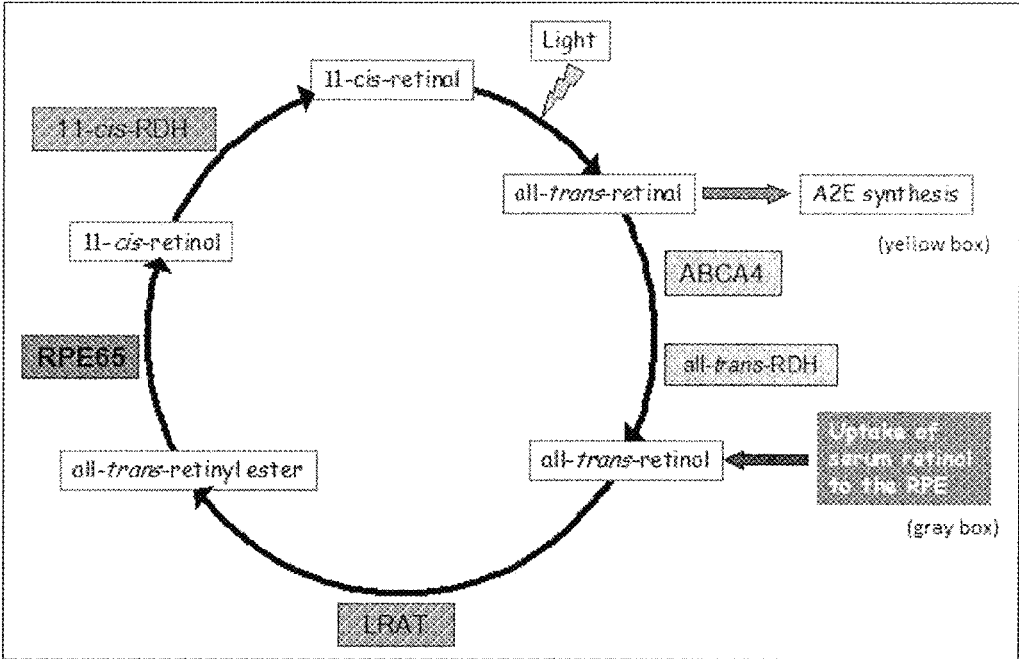 Light
11-cis-retinal
11-cis-RDH
all-trans-retinal
A2E synthesis
(yellow box)
11-cis-retinol
ABCA4
RPE65
all-trans-RDH
Uptake of
serum retinol
to the RPE
all-trans-retinyl ester
all-trans-retinol
(gray box)
LRAT